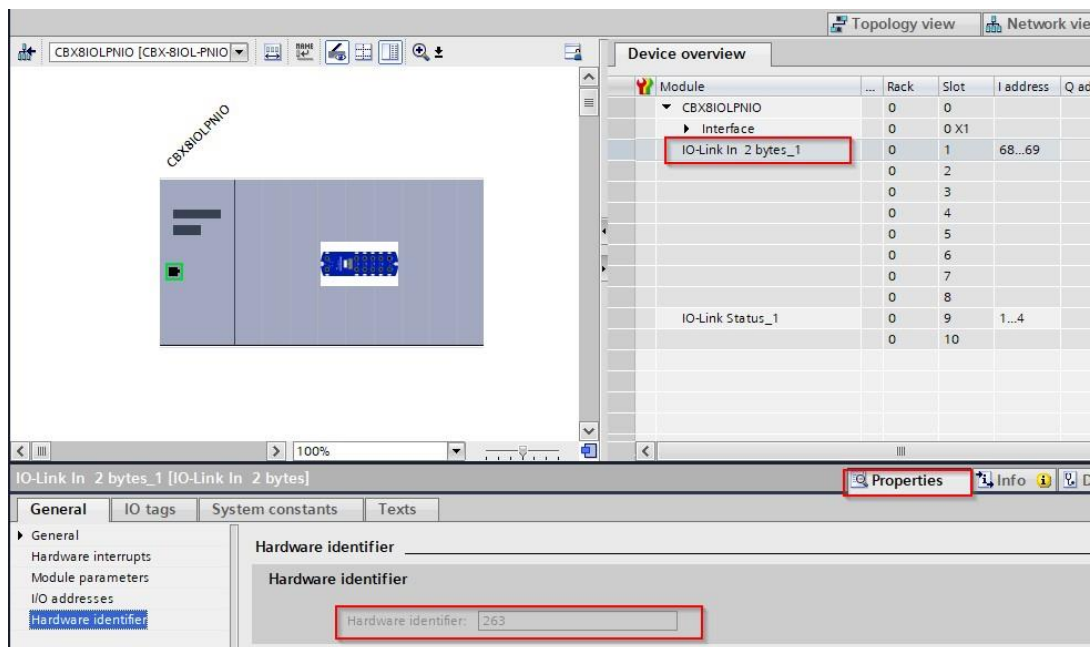 Topology view Network vie
CBX8IOLPNIO [CBX-8IOL-PNIO
Device overview
Module ... Rack Slot I address Q ad
CBX8IOLPNIO 0 0
Interface 0 0 X1
IO-Link In 2 bytes_1 0 1 68...69
0 2
0 3
0 4
0 5
0 6
0 7
0 8
IO-Link Status_1 0 9 1...4
0 10
CBX8IOLPNIO
100%
IO-Link In 2 bytes_1 [IO-Link In 2 bytes]
Properties Info D
General IO tags System constants Texts
General
Hardware interrupts
Module parameters
I/O addresses
Hardware identifier
Hardware identifier
Hardware identifier
Hardware identifier: 263